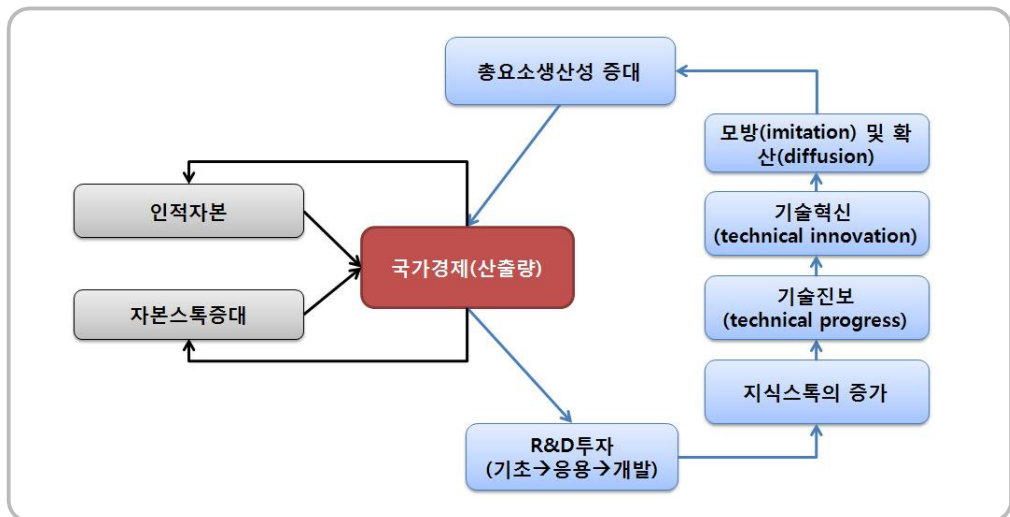 총요소생산성 증대
모방(imitation) 및 확
산(diffusion)
인적자본
기술혁신
(technical innovation)
국가경제(산출량)
자본스톡증대
기술진보
(technical progress)
지식스톡의 증가
R&D투자
(기초→응용→개발)